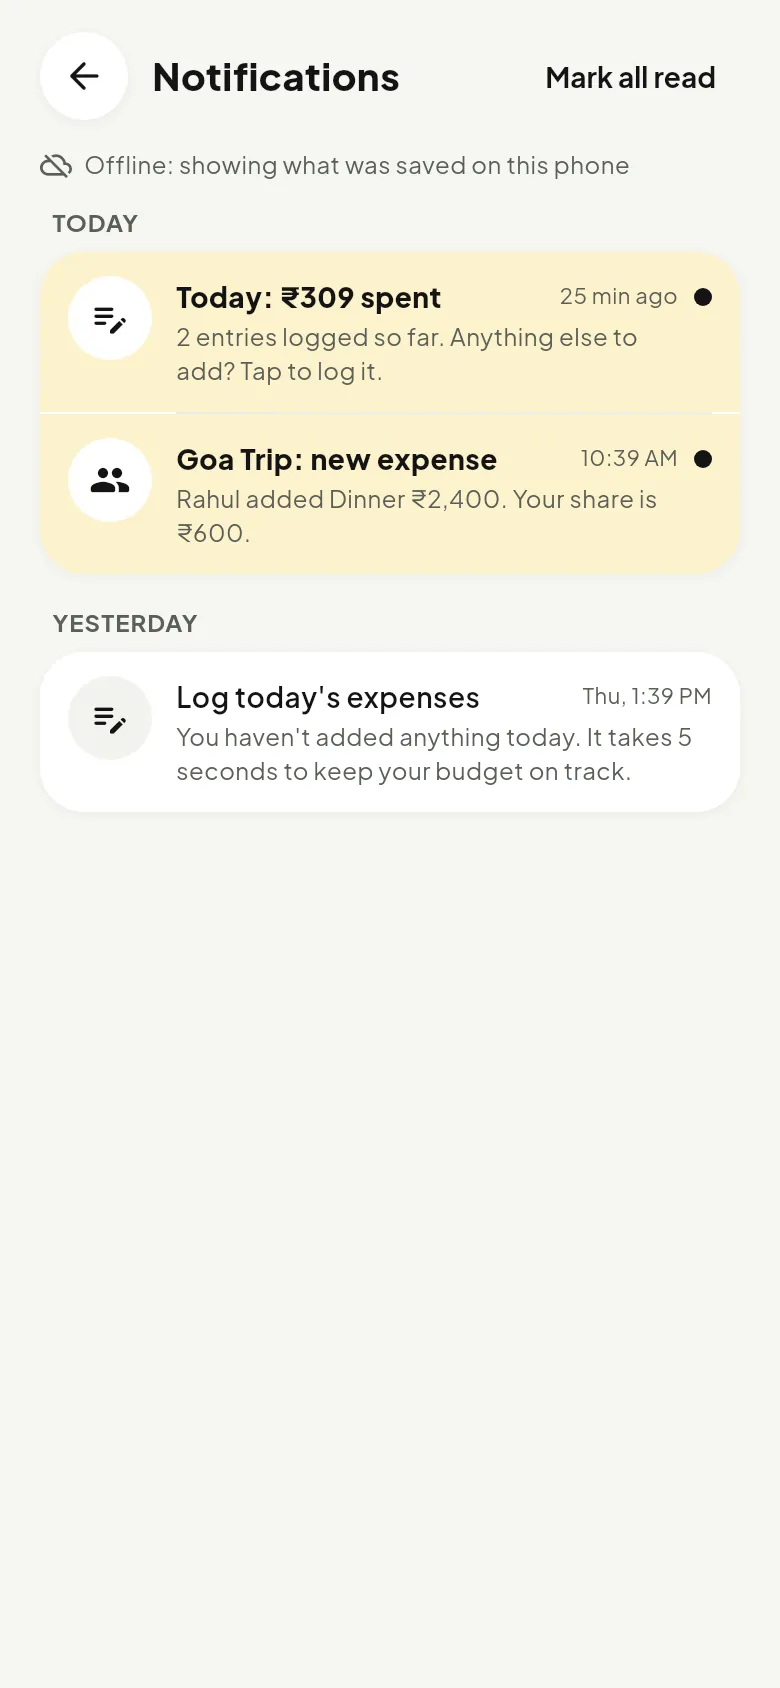 Notifications
Mark all read
Offline: showing what was saved on this phone
TODAY
Today: ₹309 spent
25 min ago
2 entries logged so far. Anything else to
add? Tap to log it.
Goa Trip: new expense
10:39 AM
Rahul added Dinner ₹2,400. Your share is
₹600.
YESTERDAY
Log today's expenses
Thu, 1:39 PM
You haven't added anything today. It takes 5
seconds to keep your budget on track.